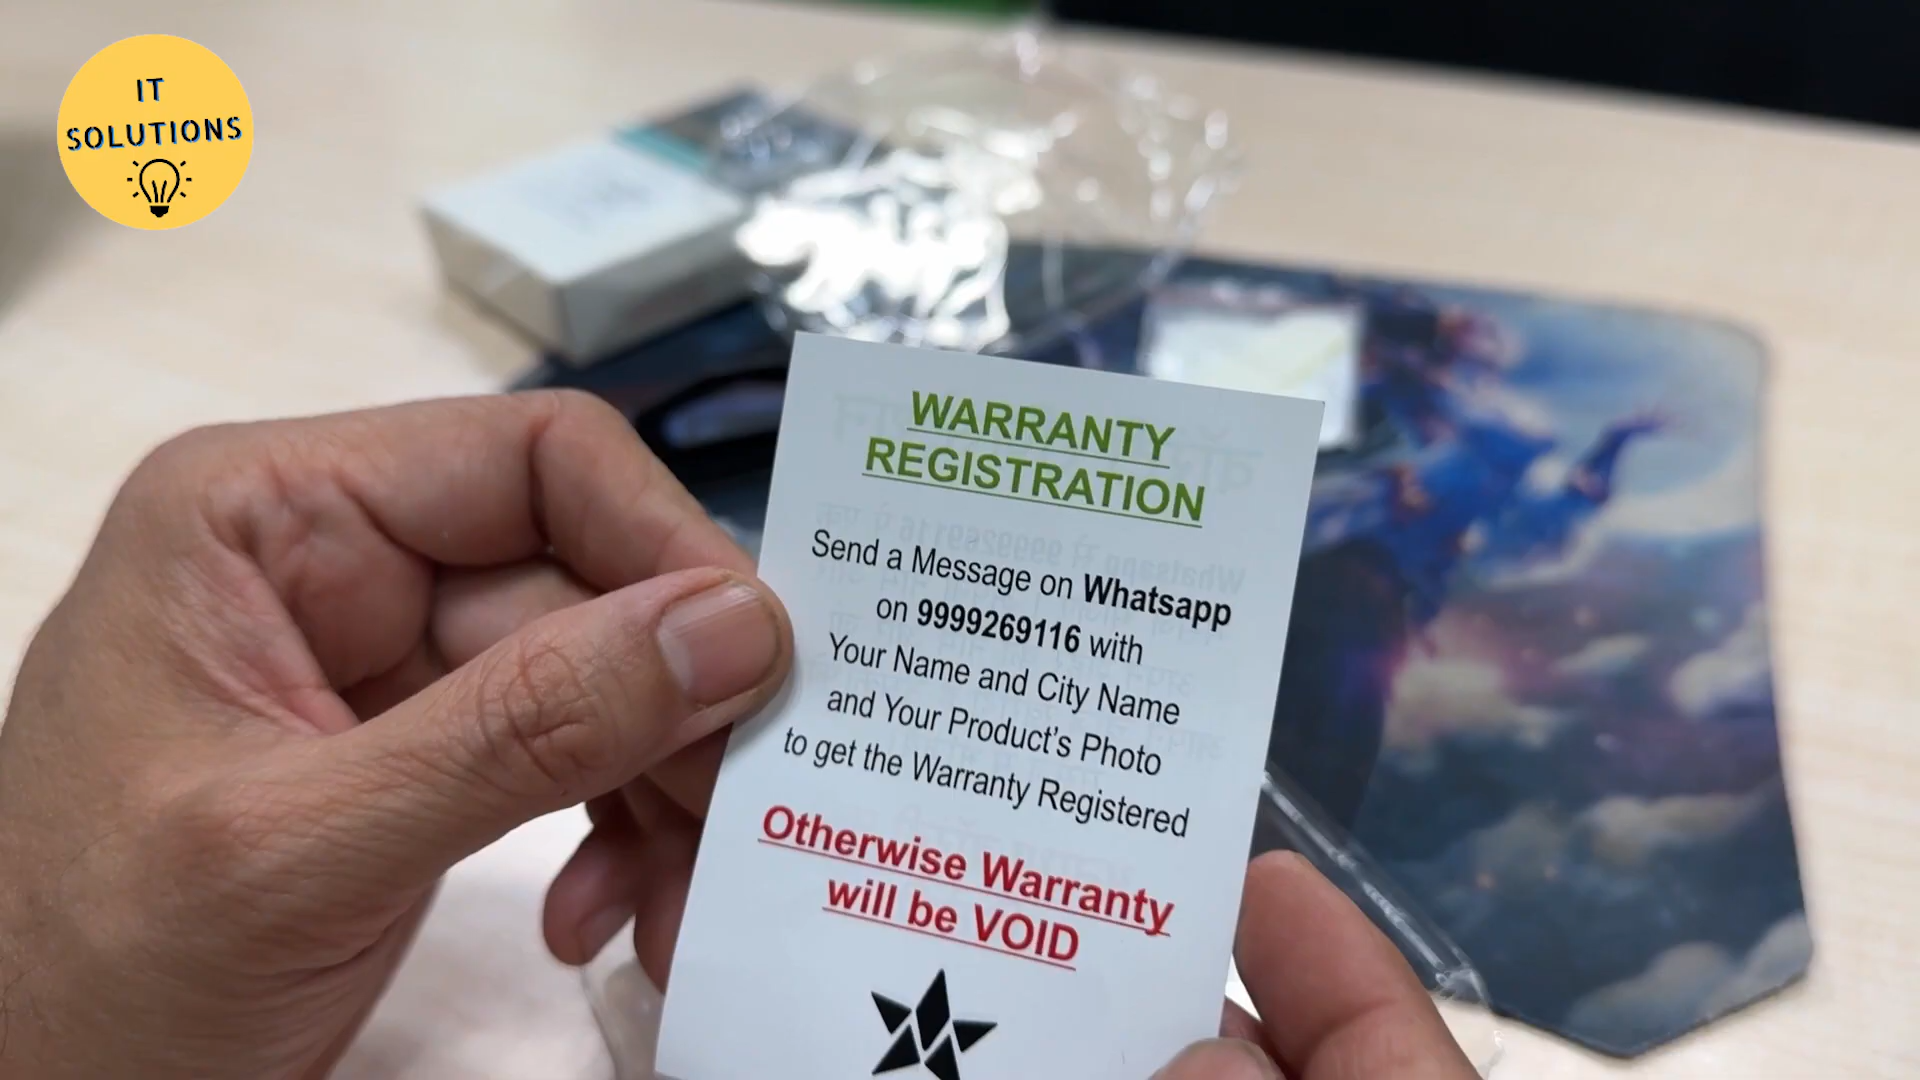 IT
SOLUTIONS
WARRANTY
REGISTRATION
Send a Message on Whatsapp
on 9999269116 with
Your Name and City Name
and Your Product's Photo
to get the Warranty Registered
Otherwise Warranty
will be VOID